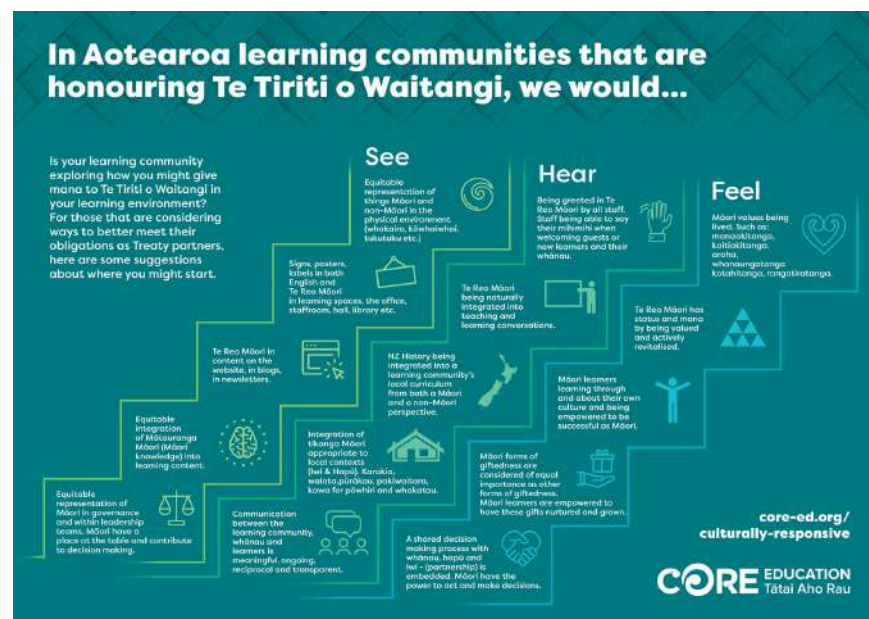 In Aotearoa learning communities that are
honouring Te Tiriti o Waitangi, we would...
Is your learning community
exploring how you might give
mana to Te Tiriti o Waitangi in
your learning environment?
For those that are considering
ways to better meet their
obligations as Treaty partners,
here are some suggestions
about where you might start.
See
Equitable
representation of
things Māori and
non-Māori in the
physical environment
(whakairo, kōwhaiwhai,
tukutuku etc.)
Signs, posters,
labels in both
English and
Te Reo Māori
in learning spaces, the office,
staffroom, hall, library etc.
Te Reo Māori in
content on the
website, in blogs,
in newsletters.
Equitable
integration
of Mātauranga
Māori (Māori
knowledge) into
learning content.
Equitable
representation of
Māori in governance
and within leadership
teams. Māori have a
place at the table and contribute
to decision making.
Hear
Being greeted in Te
Reo Māori by all staff.
Staff being able to say
their mihimihi when
welcoming guests or
new learners and their
whānau.
Te Reo Māori
being naturally
integrated into
teaching and
learning conversations.
NZ History being
integrated into a
learning community's
local curriculum
from both a Māori
and a non-Māori
perspective.
Integration of
tikanga Māori
appropriate to
local contexts
(Iwi & Hapū). Karakia,
waiata, pūrākau, pakiwaitara,
kawa for pōwhiri and whakatau.
Communication
between the
learning community,
whānau and
learners is
meaningful, ongoing,
reciprocal and transparent.
Feel
Māori values being
lived. Such as:
manaakitanga,
kaitiakitanga,
aroha,
whanaungatanga,
kotahitanga, rangatiratanga.
Te Reo Māori has
status and mana
by being valued
and actively
revitalised.
Māori learners
learning through
and about their own
culture and being
empowered to be
successful as Māori.
Māori forms of
giftedness are
considered of equal
importance as other
forms of giftedness.
Māori learners are empowered to
have these gifts nurtured and grown.
A shared decision
making process with
whānau, hapū and
iwi - (partnership) is
embedded. Māori have the
power to act and make decisions.
core-ed.org/
culturally-responsive
CORE EDUCATION
Tātai Aho Rau